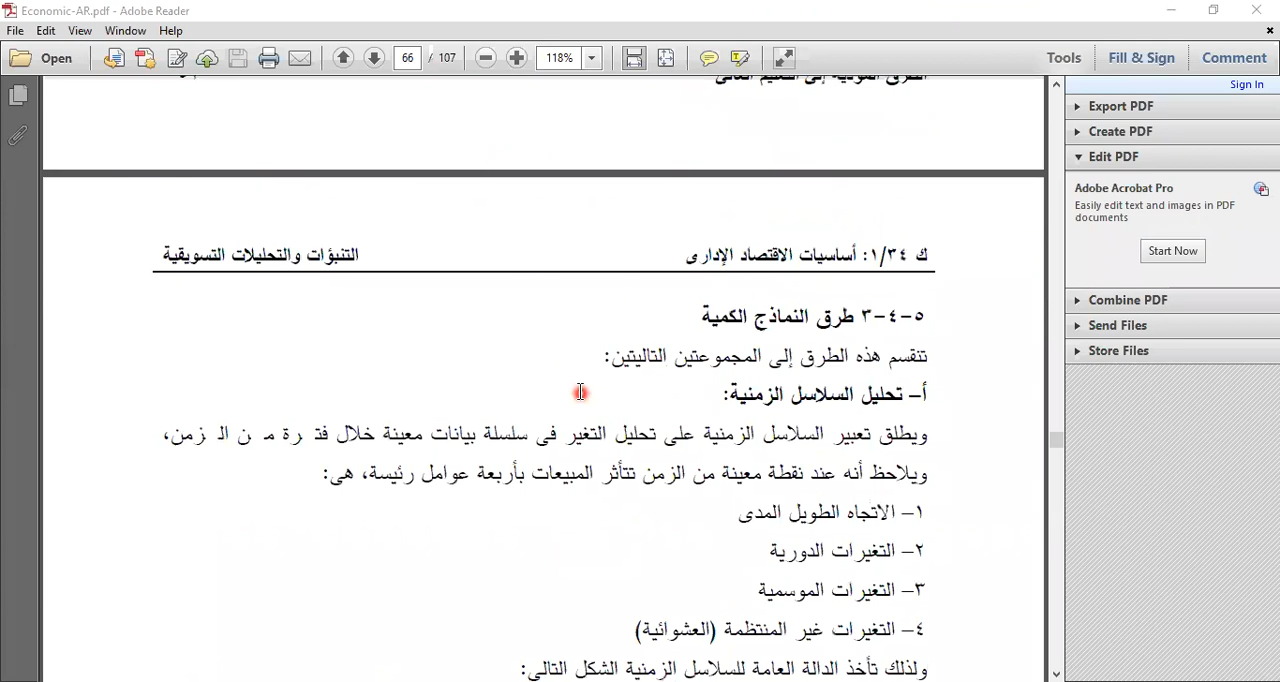 Economic-AR.pdf - Adobe Reader
File Edit View Window Help
Open 66 / 107 118% Tools Fill & Sign Comment
Sign In
Export PDF
Create PDF
Edit PDF
Adobe Acrobat Pro
Easily edit text and images in PDF
documents
Start Now
Combine PDF
Send Files
Store Files
ك ١/٣٤: أساسيات الاقتصاد الإدارى التنبؤات والتحليلات التسويقية
٥-٤-٣ طرق النماذج الكمية
تنقسم هذه الطرق إلى المجموعتين التاليتين:
أ- تحليل السلاسل الزمنية:
ويطلق تعبير السلاسل الزمنية على تحليل التغير فى سلسلة بيانات معينة خلال فترة من الزمن،
ويلاحظ أنه عند نقطة معينة من الزمن تتأثر المبيعات بأربعة عوامل رئيسة، هى:
١- الاتجاه الطويل المدى
٢- التغيرات الدورية
٣- التغيرات الموسمية
٤- التغيرات غير المنتظمة (العشوائية)
ولذلك تأخذ الدالة العامة للسلاسل الزمنية الشكل التالى: